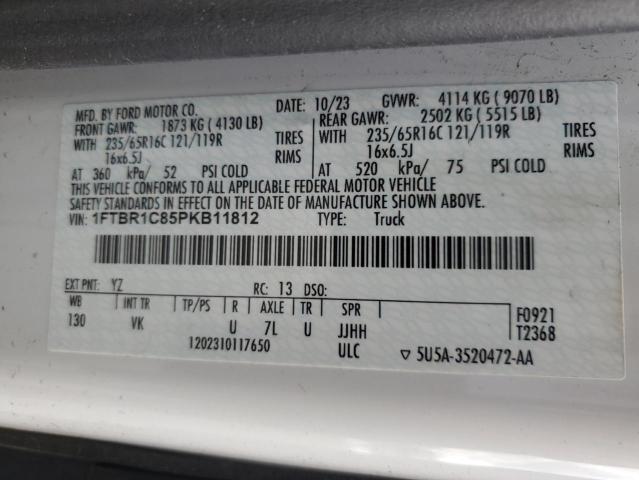 MFD. BY FORD MOTOR CO. DATE: 10/23 GVWR: 4114 KG ( 9070 LB)
FRONT GAWR: 1873 KG ( 4130 LB) REAR GAWR: 2502 KG ( 5515 LB)
WITH 235/65R16C 121/119R TIRES WITH 235/65R16C 121/119R TIRES
16x6.5J RIMS 16x6.5J RIMS
AT 360 kPa/ 52 PSI COLD AT 520 kPa/ 75 PSI COLD
THIS VEHICLE CONFORMS TO ALL APPLICABLE FEDERAL MOTOR VEHICLE
SAFETY STANDARDS IN EFFECT ON THE DATE OF MANUFACTURE SHOWN ABOVE.
VIN: 1FTBR1C85PKB11812 TYPE: Truck
EXT PNT: YZ RC: 13 DSO:
WB INT TR TP/PS R AXLE TR SPR F0921
130 VK U 7L U JJHH T2368
1202310117650 ULC ▽ 5U5A-3520472-AA